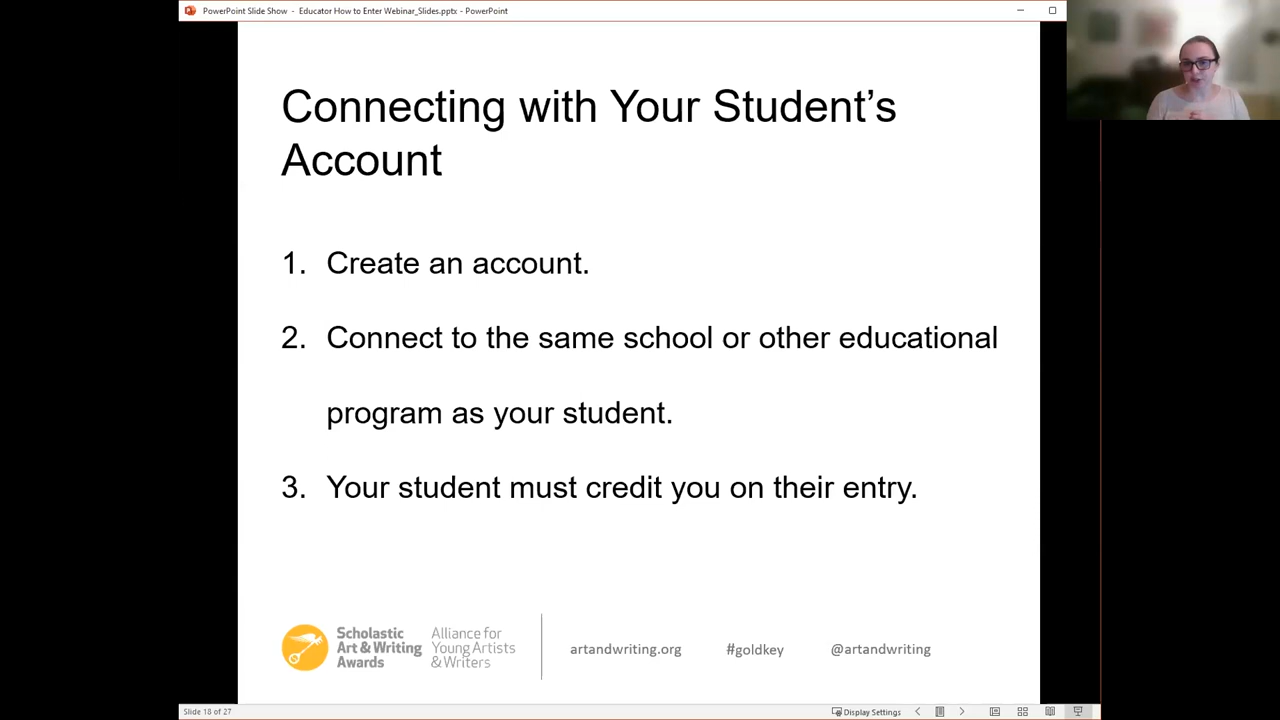 PowerPoint Slide Show - Educator How to Enter Webinar_Slides.pptx - PowerPoint
Connecting with Your Student’s
Account
1. Create an account.
2. Connect to the same school or other educational
program as your student.
3. Your student must credit you on their entry.
Scholastic
Art & Writing
Awards
Alliance for
Young Artists
& Writers
artandwriting.org
#goldkey
@artandwriting
Slide 18 of 27
Display Settings